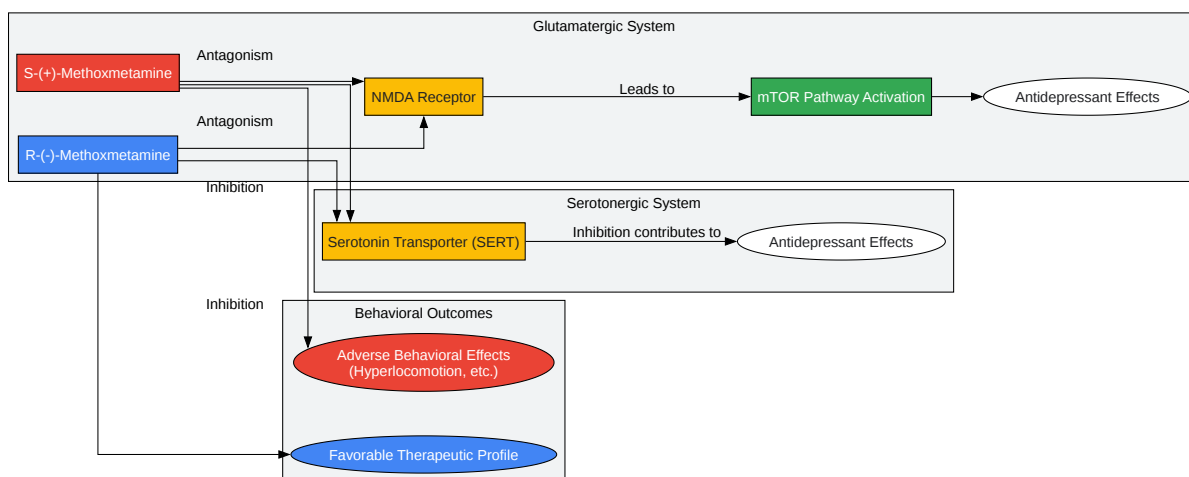 Glutamatergic System
Antagonism
S-(+)-Methoxmetamine
NMDA Receptor
Leads to
mTOR Pathway Activation
Antidepressant Effects
Antagonism
R-(-)-Methoxmetamine
Inhibition
Serotonergic System
Serotonin Transporter (SERT)
Inhibition contributes to
Antidepressant Effects
Inhibition
Behavioral Outcomes
Adverse Behavioral Effects
(Hyperlocomotion, etc.)
Favorable Therapeutic Profile